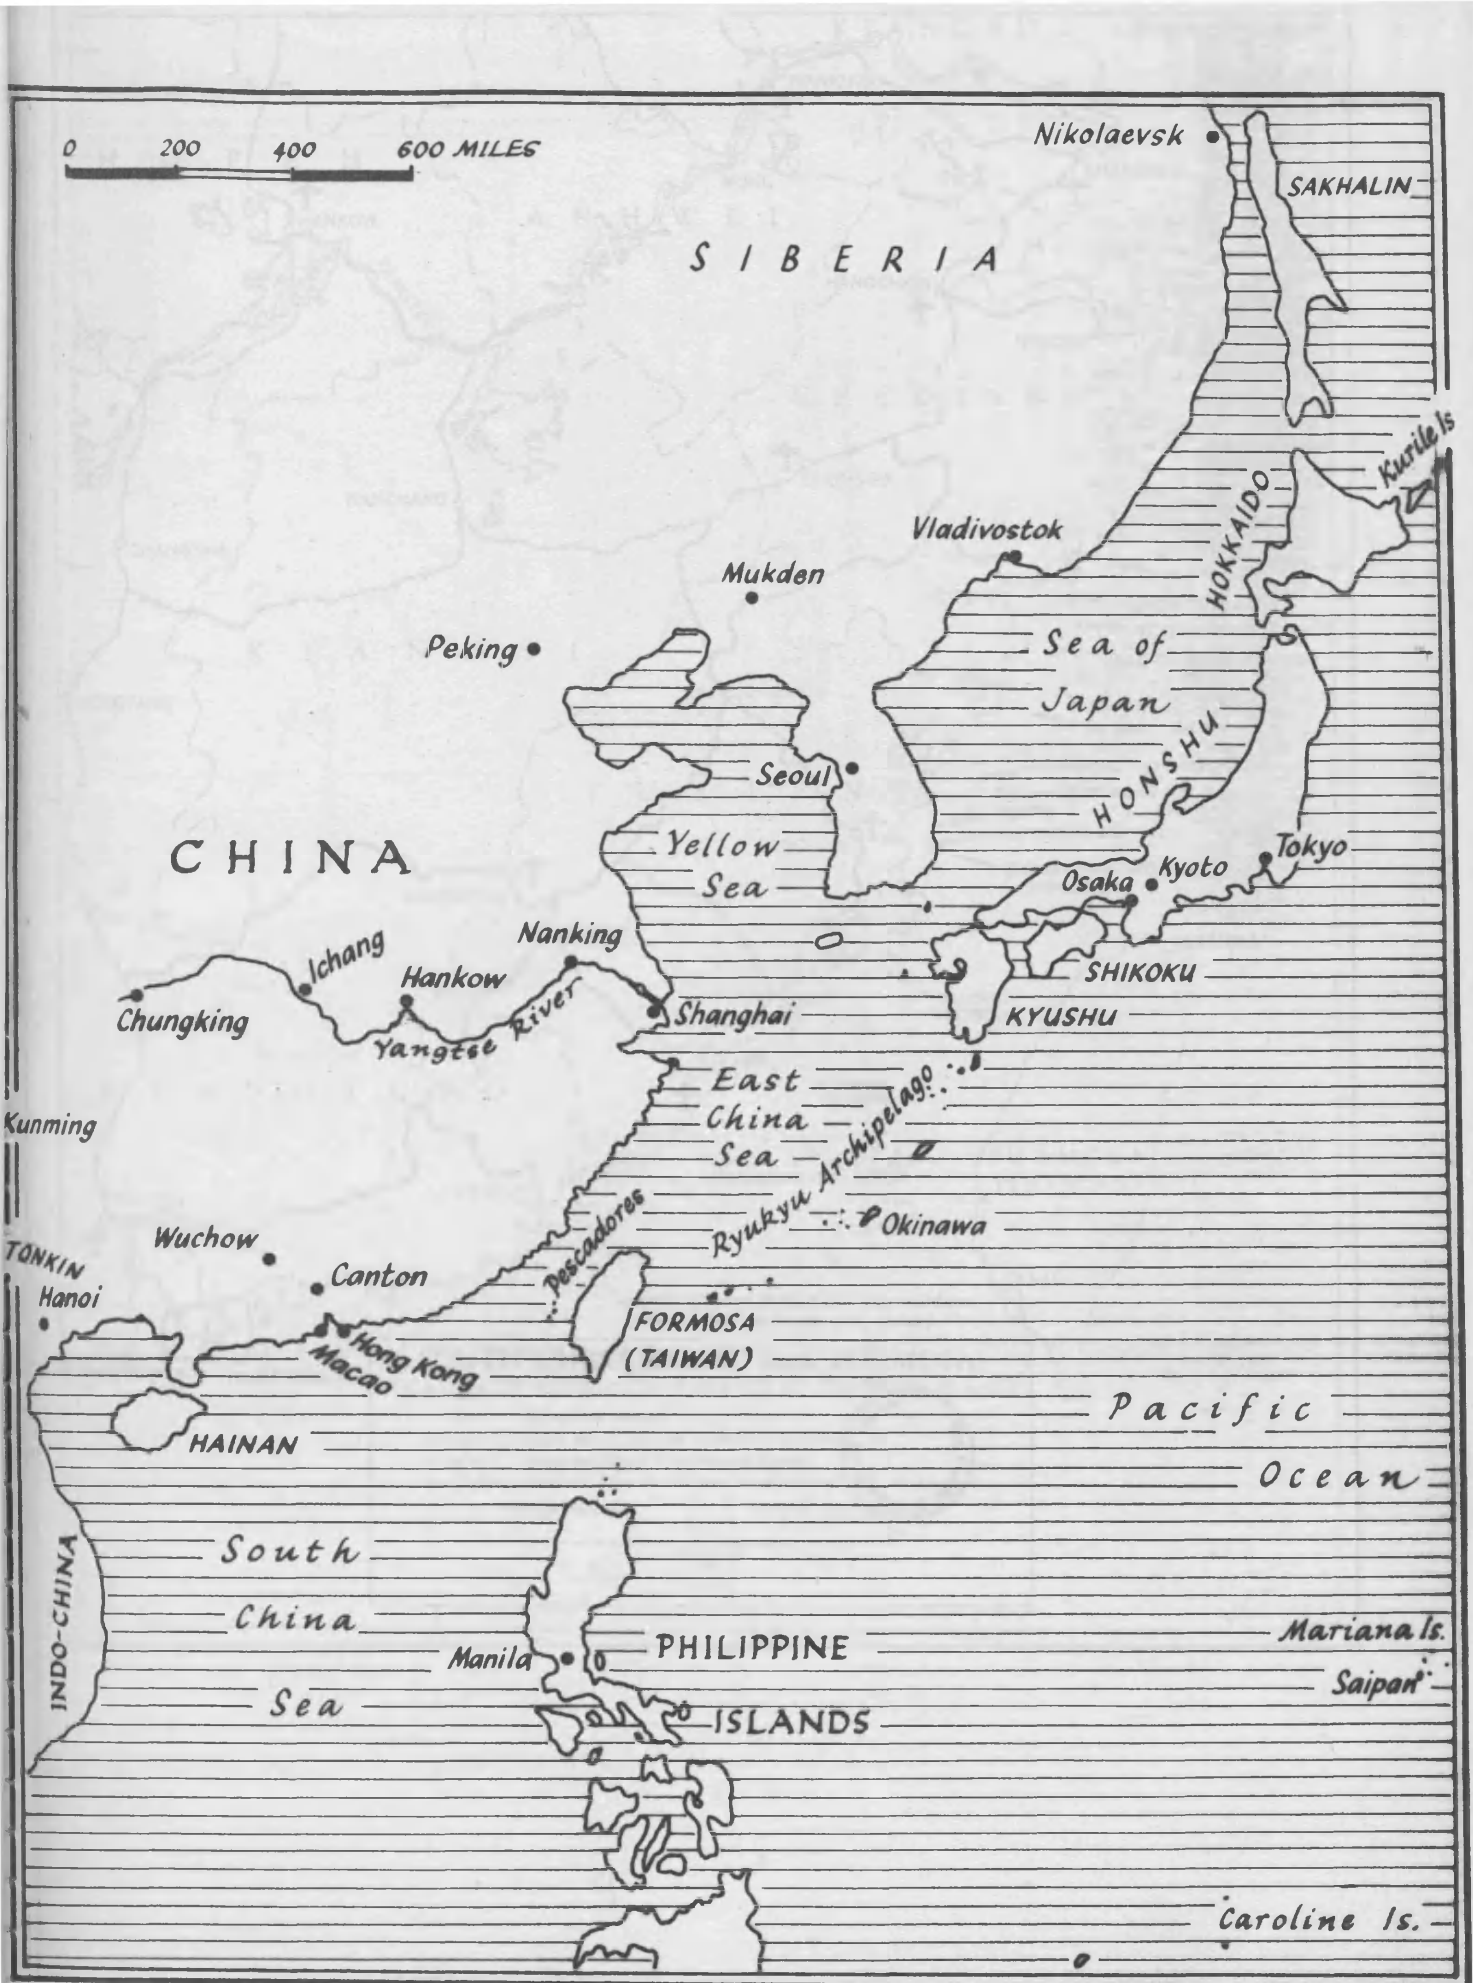 0 200 400 600 MILES
Nikolaevsk
SAKHALIN
SIBERIA
Kurile Is
HOKKAIDO
Vladivostok
Mukden
Peking
Sea of
Japan
HONSHU
Seoul
CHINA
Yellow
Sea
Tokyo
Kyoto
Osaka
Nanking
Ichang
Hankow
SHIKOKU
Chungking
Shanghai
KYUSHU
Yangtse River
East
China
Sea
Kunming
Ryukyu Archipelago
Okinawa
Pescadores
Wuchow
TONKIN
Canton
Hanoi
FORMOSA
(TAIWAN)
Hong Kong
Macao
Pacific
Ocean
HAINAN
South
China
Sea
INDO-CHINA
Manila
PHILIPPINE
ISLANDS
Mariana Is.
Saipan
Caroline Is.